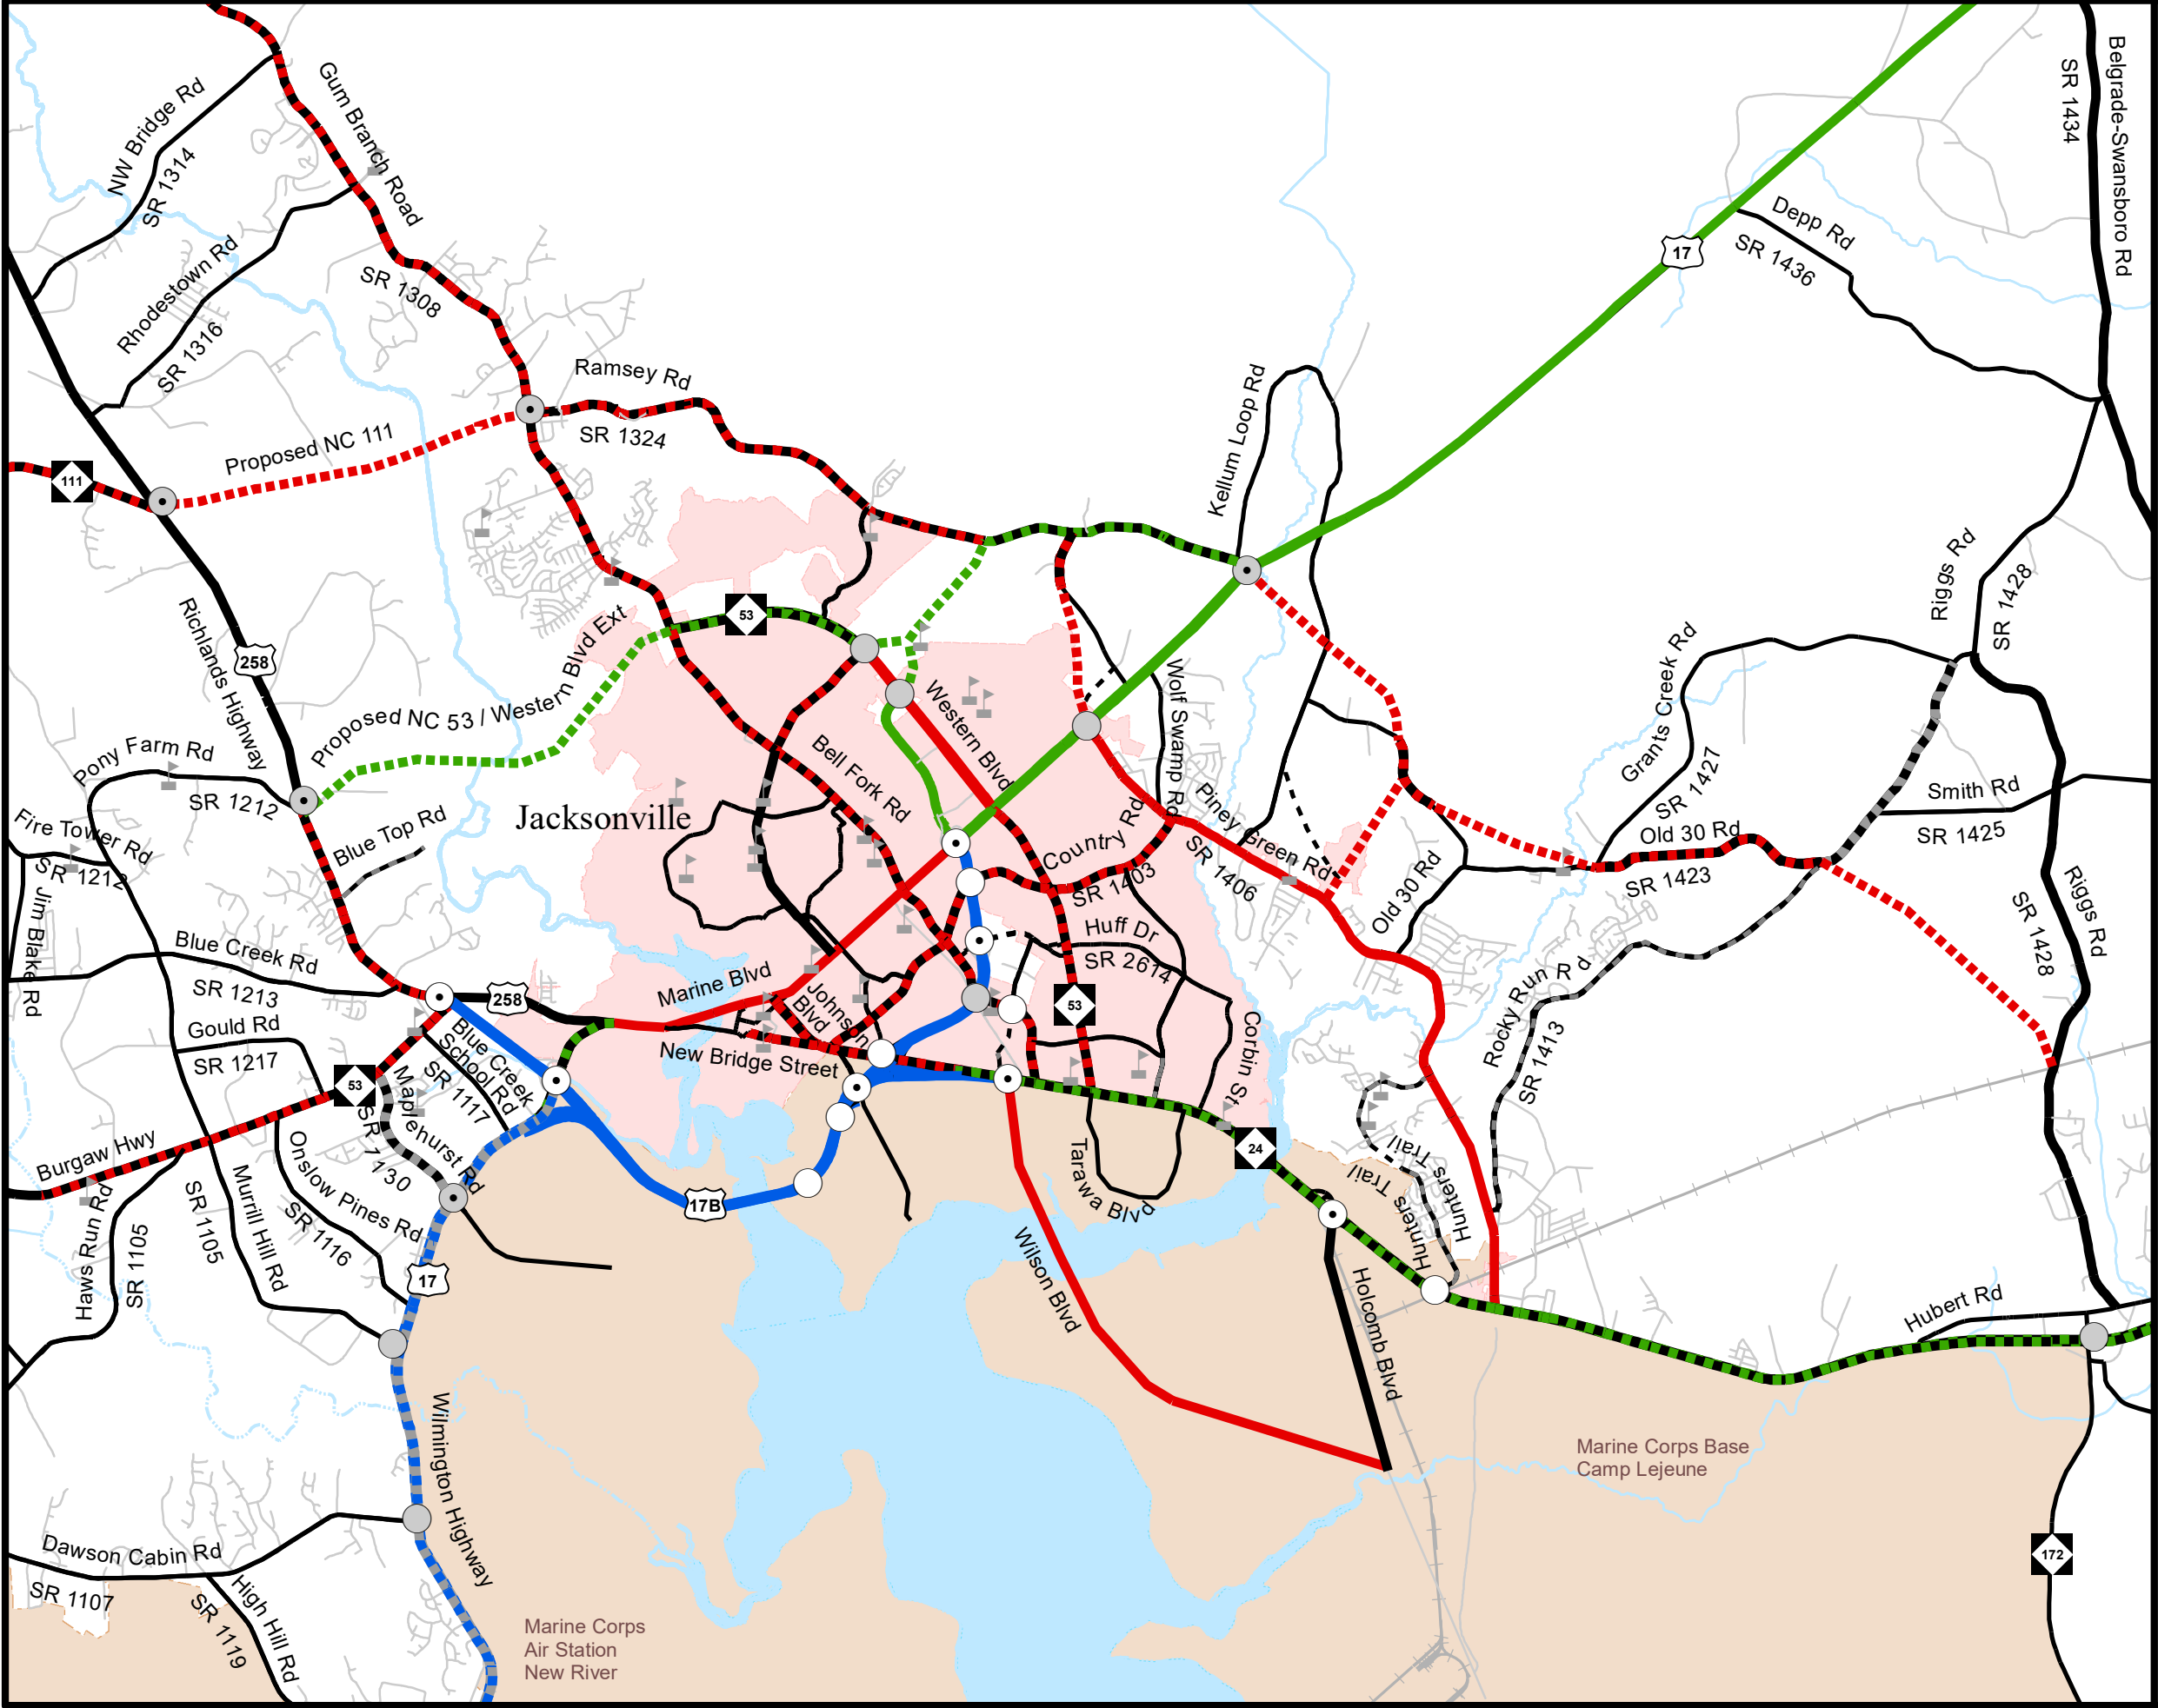 Belgrade-Swansboro Rd
SR 1434
Gum Branch Road
NW Bridge Rd
SR 1314
Depp Rd
SR 1436
17
Rhodestown Rd
SR 1308
SR 1316
Ramsey Rd
SR 1324
Kellum Loop Rd
Proposed NC 111
111
Riggs Rd
SR 1428
53
Richlands Highway
258
Proposed NC 53 / Western Blvd Ext
Western Blvd
Wolf Swamp Rd
Grants Creek Rd
SR 1427
Pony Farm Rd
SR 1212
Bell Fork Rd
Piney Green Rd
SR 1406
Smith Rd
SR 1425
Jacksonville
Blue Top Rd
Fire Tower Rd
SR 1212
Country Rd
SR 1403
Old 30 Rd
SR 1423
Old 30 Rd
Jim Blake Rd
Blue Creek Rd
SR 1213
Huff Dr
SR 2614
SR 1428
Riggs Rd
Marine Blvd
Johnson
Blvd
258
53
Rocky Run Rd
SR 1413
Gould Rd
SR 1217
Blue Creek
School Rd
SR 1117
New Bridge Street
Corbin St
53
Maplehurst Rd
SR 1130
24
Hunters Trail
Hunters Trail
Hunters
Burgaw Hwy
Onslow Pines Rd
SR 1116
Tarawa Blvd
17B
Haws Run Rd
SR 1105
SR 1105
Murrill Hill Rd
17
Wilson Blvd
Holcomb Blvd
Hubert Rd
Wilmington Highway
Marine Corps Base
Camp Lejeune
Dawson Cabin Rd
SR 1107
High Hill Rd
SR 1119
172
Marine Corps
Air Station
New River